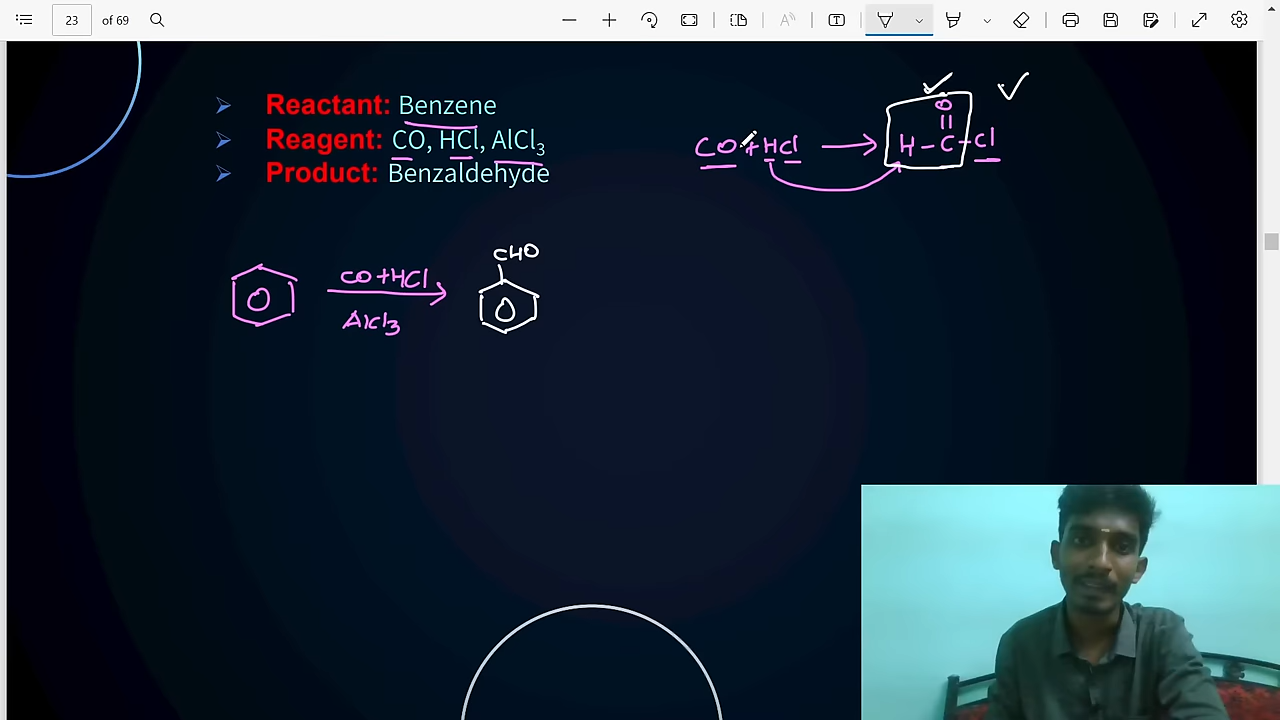 23 of 69
Reactant: Benzene
Reagent: CO, HCl, AlCl3
Product: Benzaldehyde
CO + HCl → H - C - Cl
O
CO+HCl
AlCl3
CHO